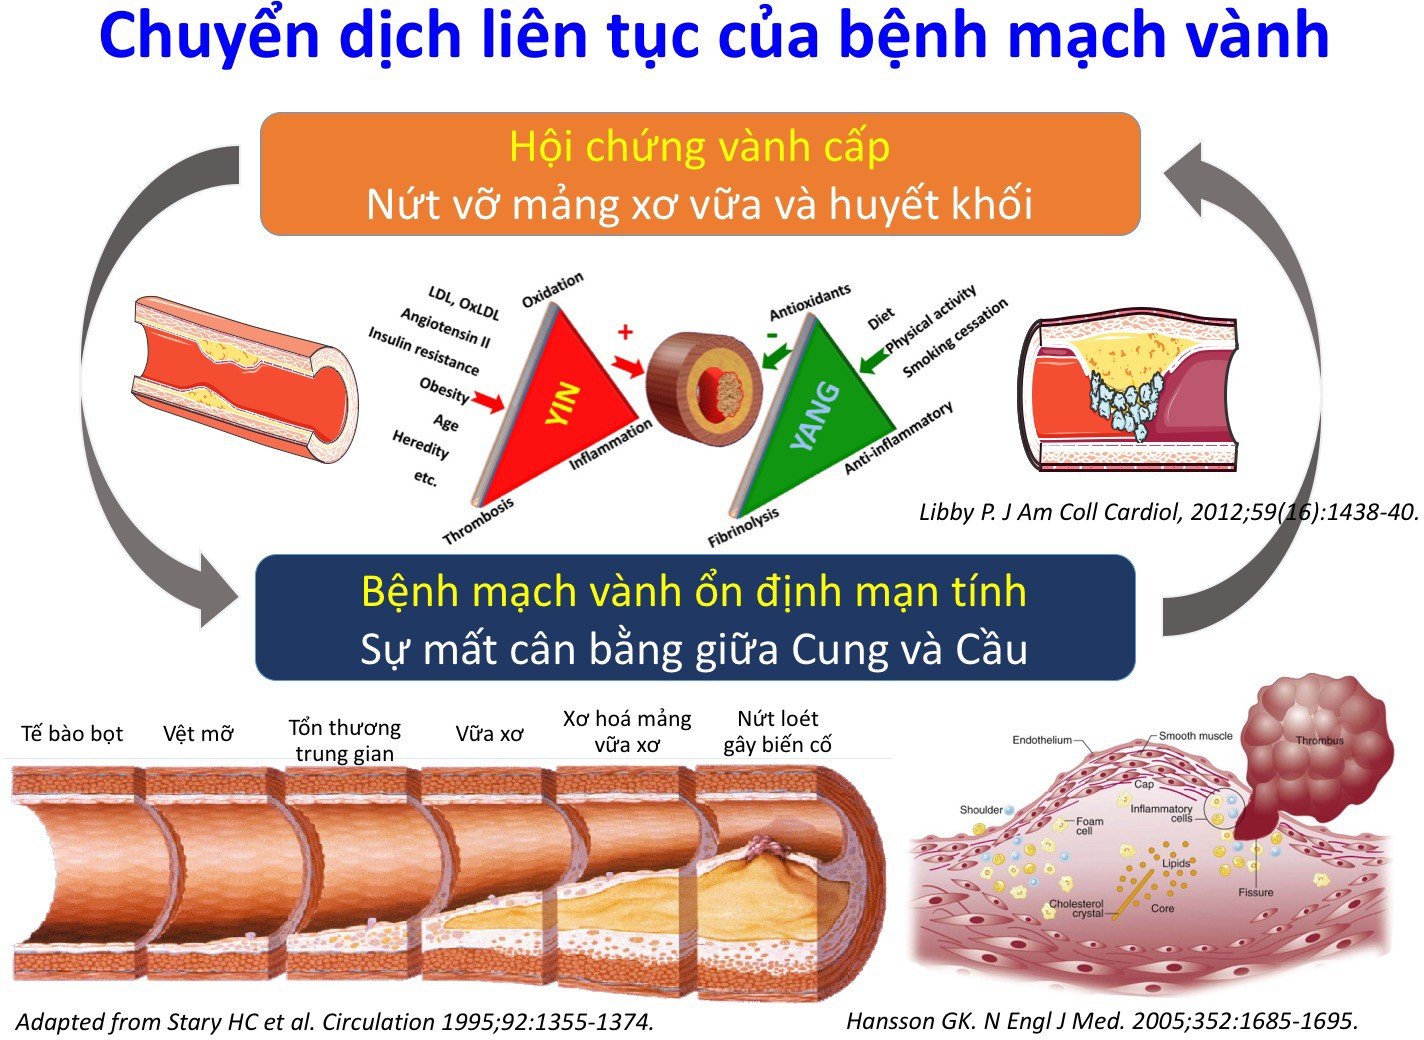 Chuyển dịch liên tục của bệnh mạch vành
Hội chứng vành cấp
Nứt vỡ mảng xơ vữa và huyết khối
LDL, OxLDL
Angiotensin II
Insulin resistance
Obesity
Age
Heredity
etc.
Oxidation
YIN
Inflammation
Thrombosis
+
-
Antioxidants
YANG
Anti-inflammatory
Fibrinolysis
Diet
Physical activity
Smoking cessation
Libby P. J Am Coll Cardiol, 2012;59(16):1438-40.
Bệnh mạch vành ổn định mạn tính
Sự mất cân bằng giữa Cung và Cầu
Tế bào bọt
Vệt mỡ
Tổn thương
trung gian
Vữa xơ
Xơ hoá mảng
vữa xơ
Nứt loét
gây biến cố
Endothelium
Smooth muscle
Thrombus
Cap
Shoulder
Inflammatory
cells
Foam
cell
Lipids
Fissure
Cholesterol
crystal
Core
Adapted from Stary HC et al. Circulation 1995;92:1355-1374.
Hansson GK. N Engl J Med. 2005;352:1685-1695.